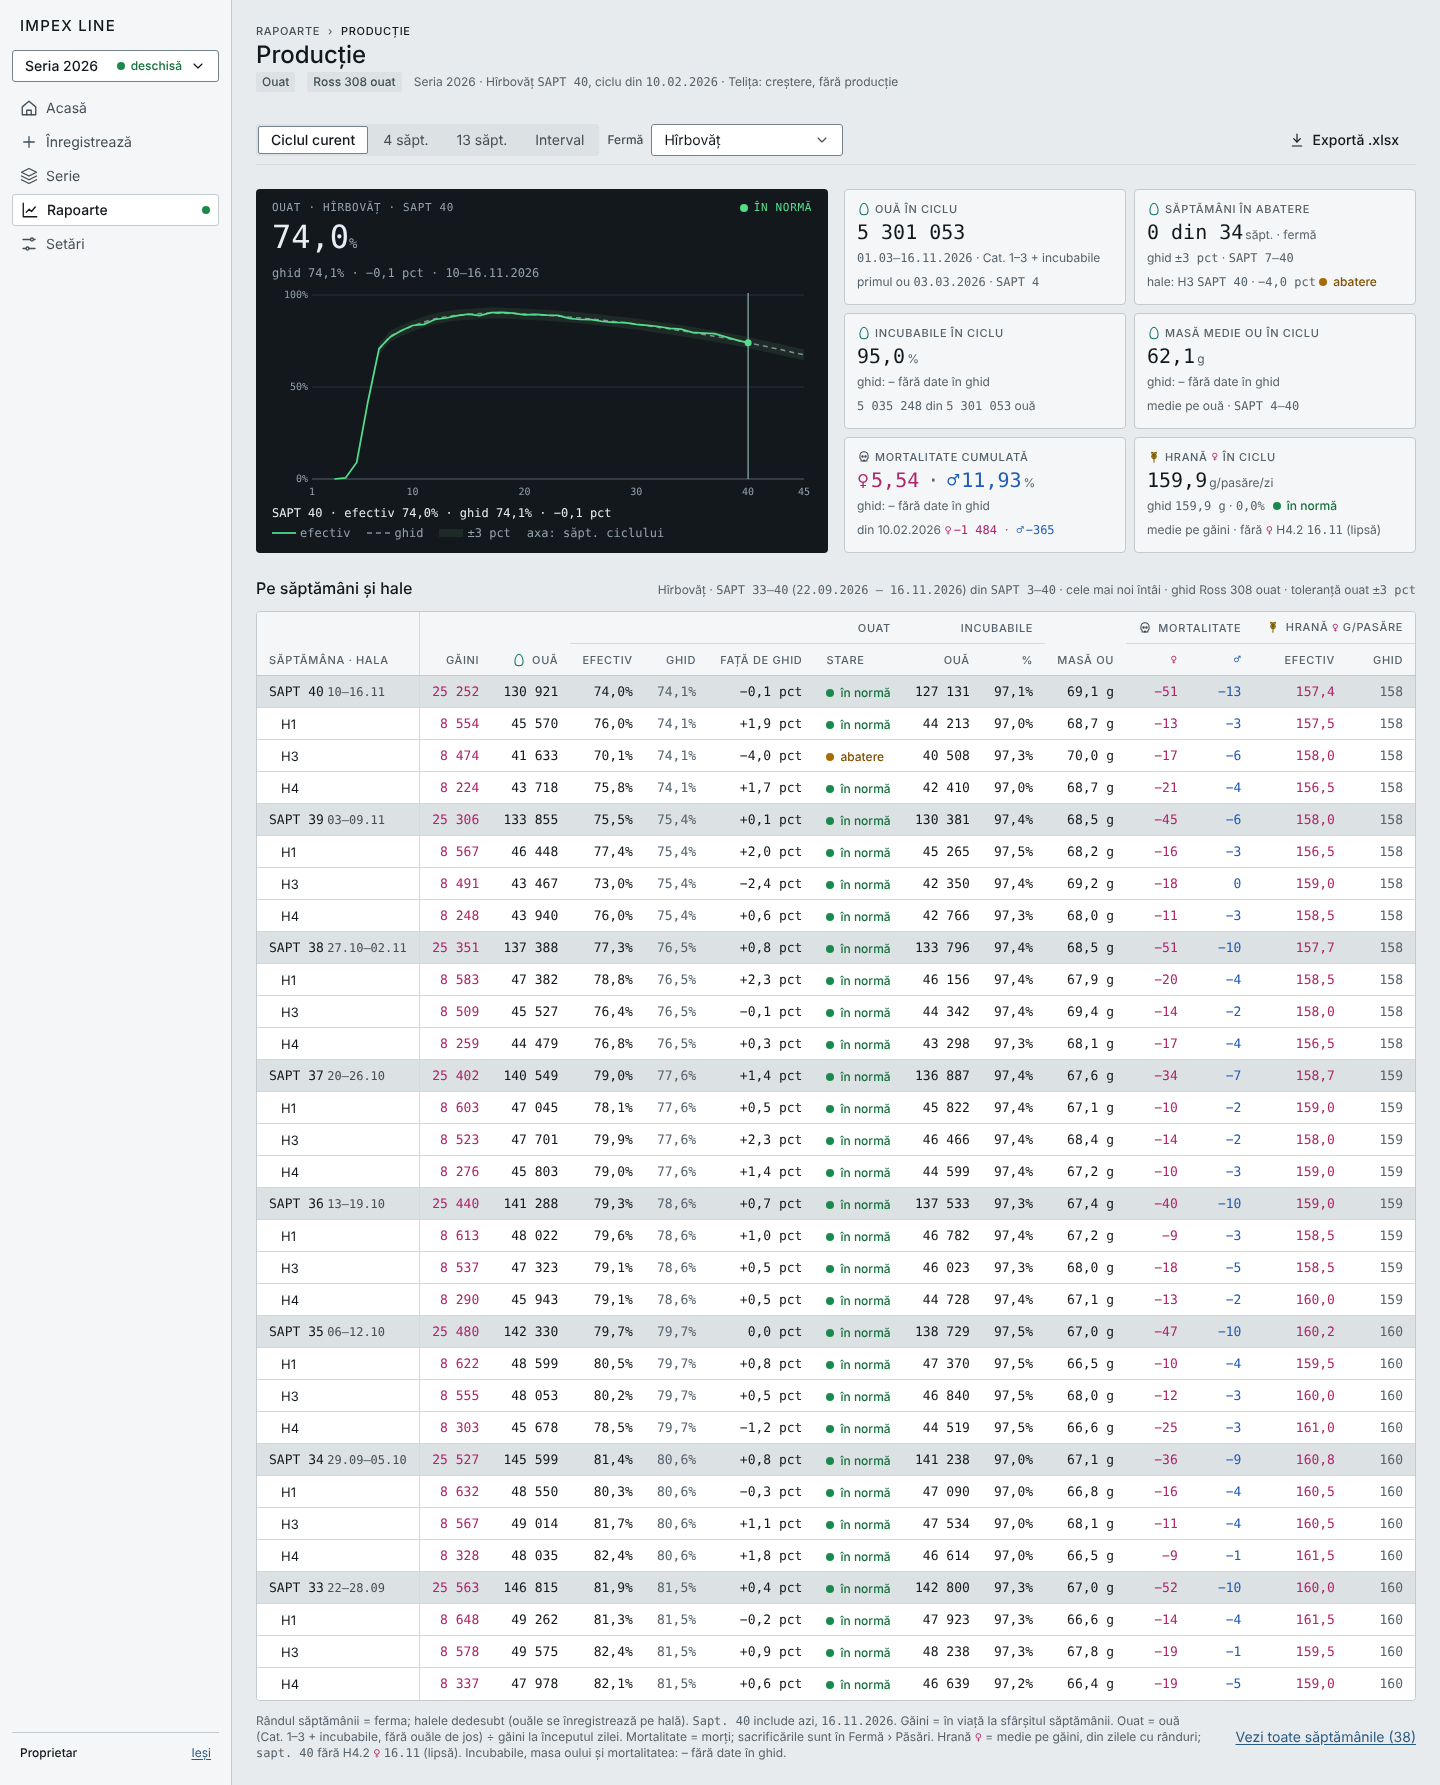 IMPEX LINE
Seria 2026 deschisă
Acasă
Înregistrează
Serie
Rapoarte
Setări
Proprietar Ieși
RAPOARTE › PRODUCȚIE
Producție
Ouat Ross 308 ouat Seria 2026 · Hîrbovăț SAPT 40, ciclu din 10.02.2026 · Telița: creștere, fără producție
Ciclul curent 4 săpt. 13 săpt. Interval Fermă Hîrbovăț Exportă .xlsx
OUAT · HÎRBOVĂȚ · SAPT 40 ÎN NORMĂ
74,0%
ghid 74,1% · −0,1 pct · 10–16.11.2026
100%
50%
0%
1 10 20 30 40 45
SAPT 40 · efectiv 74,0% · ghid 74,1% · −0,1 pct
efectiv ghid ±3 pct axa: săpt. ciclului
OUĂ ÎN CICLU
5 301 053
01.03–16.11.2026 · Cat. 1–3 + incubabile
primul ou 03.03.2026 · SAPT 4
SĂPTĂMÂNI ÎN ABATERE
0 din 34 săpt. · fermă
ghid ±3 pct · SAPT 7–40
hale: H3 SAPT 40 · −4,0 pct abatere
INCUBABILE ÎN CICLU
95,0%
ghid: – fără date în ghid
5 035 248 din 5 301 053 ouă
MASĂ MEDIE OU ÎN CICLU
62,1 g
ghid: – fără date în ghid
medie pe ouă · SAPT 4–40
MORTALITATE CUMULATĂ
♀5,54 · ♂11,93%
ghid: – fără date în ghid
din 10.02.2026 ♀−1 484 · ♂−365
HRANĂ ♀ ÎN CICLU
159,9 g/pasăre/zi
ghid 159,9 g · 0,0% în normă
medie pe găini · fără ♀ H4.2 16.11 (lipsă)
Pe săptămâni și hale Hîrbovăț · SAPT 33–40 (22.09.2026 – 16.11.2026) din SAPT 3–40 · cele mai noi întâi · ghid Ross 308 ouat · toleranță ouat ±3 pct
OUAT INCUBABILE MORTALITATE HRANĂ ♀ G/PASĂRE
SĂPTĂMÂNA · HALA GĂINI OUĂ EFECTIV GHID FAȚĂ DE GHID STARE OUĂ % MASĂ OU ♀ ♂ EFECTIV GHID
SAPT 40 10–16.11 25 252 130 921 74,0% 74,1% −0,1 pct în normă 127 131 97,1% 69,1 g −51 −13 157,4 158
H1 8 554 45 570 76,0% 74,1% +1,9 pct în normă 44 213 97,0% 68,7 g −13 −3 157,5 158
H3 8 474 41 633 70,1% 74,1% −4,0 pct abatere 40 508 97,3% 70,0 g −17 −6 158,0 158
H4 8 224 43 718 75,8% 74,1% +1,7 pct în normă 42 410 97,0% 68,7 g −21 −4 156,5 158
SAPT 39 03–09.11 25 306 133 855 75,5% 75,4% +0,1 pct în normă 130 381 97,4% 68,5 g −45 −6 158,0 158
H1 8 567 46 448 77,4% 75,4% +2,0 pct în normă 45 265 97,5% 68,2 g −16 −3 156,5 158
H3 8 491 43 467 73,0% 75,4% −2,4 pct în normă 42 350 97,4% 69,2 g −18 0 159,0 158
H4 8 248 43 940 76,0% 75,4% +0,6 pct în normă 42 766 97,3% 68,0 g −11 −3 158,5 158
SAPT 38 27.10–02.11 25 351 137 388 77,3% 76,5% +0,8 pct în normă 133 796 97,4% 68,5 g −51 −10 157,7 158
H1 8 583 47 382 78,8% 76,5% +2,3 pct în normă 46 156 97,4% 67,9 g −20 −4 158,5 158
H3 8 509 45 527 76,4% 76,5% −0,1 pct în normă 44 342 97,4% 69,4 g −14 −2 158,0 158
H4 8 259 44 479 76,8% 76,5% +0,3 pct în normă 43 298 97,3% 68,1 g −17 −4 156,5 158
SAPT 37 20–26.10 25 402 140 549 79,0% 77,6% +1,4 pct în normă 136 887 97,4% 67,6 g −34 −7 158,7 159
H1 8 603 47 045 78,1% 77,6% +0,5 pct în normă 45 822 97,4% 67,1 g −10 −2 159,0 159
H3 8 523 47 701 79,9% 77,6% +2,3 pct în normă 46 466 97,4% 68,4 g −14 −2 158,0 159
H4 8 276 45 803 79,0% 77,6% +1,4 pct în normă 44 599 97,4% 67,2 g −10 −3 159,0 159
SAPT 36 13–19.10 25 440 141 288 79,3% 78,6% +0,7 pct în normă 137 533 97,3% 67,4 g −40 −10 159,0 159
H1 8 613 48 022 79,6% 78,6% +1,0 pct în normă 46 782 97,4% 67,2 g −9 −3 158,5 159
H3 8 537 47 323 79,1% 78,6% +0,5 pct în normă 46 023 97,3% 68,0 g −18 −5 158,5 159
H4 8 290 45 943 79,1% 78,6% +0,5 pct în normă 44 728 97,4% 67,1 g −13 −2 160,0 159
SAPT 35 06–12.10 25 480 142 330 79,7% 79,7% 0,0 pct în normă 138 729 97,5% 67,0 g −47 −10 160,2 160
H1 8 622 48 599 80,5% 79,7% +0,8 pct în normă 47 370 97,5% 66,5 g −10 −4 159,5 160
H3 8 555 48 053 80,2% 79,7% +0,5 pct în normă 46 840 97,5% 68,0 g −12 −3 160,0 160
H4 8 303 45 678 78,5% 79,7% −1,2 pct în normă 44 519 97,5% 66,6 g −25 −3 161,0 160
SAPT 34 29.09–05.10 25 527 145 599 81,4% 80,6% +0,8 pct în normă 141 238 97,0% 67,1 g −36 −9 160,8 160
H1 8 632 48 550 80,3% 80,6% −0,3 pct în normă 47 090 97,0% 66,8 g −16 −4 160,5 160
H3 8 567 49 014 81,7% 80,6% +1,1 pct în normă 47 534 97,0% 68,1 g −11 −4 160,5 160
H4 8 328 48 035 82,4% 80,6% +1,8 pct în normă 46 614 97,0% 66,5 g −9 −1 161,5 160
SAPT 33 22–28.09 25 563 146 815 81,9% 81,5% +0,4 pct în normă 142 800 97,3% 67,0 g −52 −10 160,0 160
H1 8 648 49 262 81,3% 81,5% −0,2 pct în normă 47 923 97,3% 66,6 g −14 −4 161,5 160
H3 8 578 49 575 82,4% 81,5% +0,9 pct în normă 48 238 97,3% 67,8 g −19 −1 159,5 160
H4 8 337 47 978 82,1% 81,5% +0,6 pct în normă 46 639 97,2% 66,4 g −19 −5 159,0 160
Rândul săptămânii = ferma; halele dedesubt (ouăle se înregistrează pe hală). Sapt. 40 include azi, 16.11.2026. Găini = în viață la sfârșitul săptămânii. Ouat = ouă
(Cat. 1–3 + incubabile, fără ouăle de jos) ÷ găini la începutul zilei. Mortalitate = morți; sacrificările sunt în Fermă › Păsări. Hrană ♀ = medie pe găini, din zilele cu rânduri;
sapt. 40 fără H4.2 ♀ 16.11 (lipsă). Incubabile, masa oului și mortalitatea: – fără date în ghid.
Vezi toate săptămânile (38)